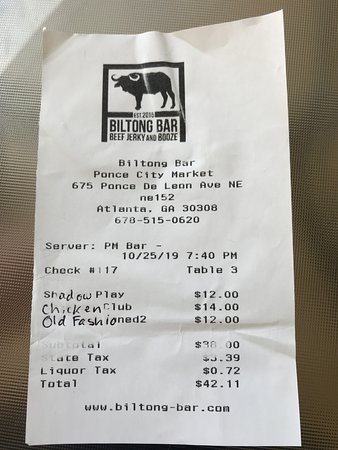 EST. 2015
BILTONG BAR
BEEF JERKY AND BOOZE
Biltong Bar
Ponce City Market
675 Ponce De Leon Ave NE
ne152
Atlanta, GA 30308
678-515-0620
Server: PM Bar -
10/25/19 7:40 PM
Check #117 Table 3
Shadow Play $12.00
Chicken Club $14.00
Old Fashioned2 $12.00
Subtotal $38.00
State Tax $3.39
Liquor Tax $0.72
Total $42.11
www.biltong-bar.com